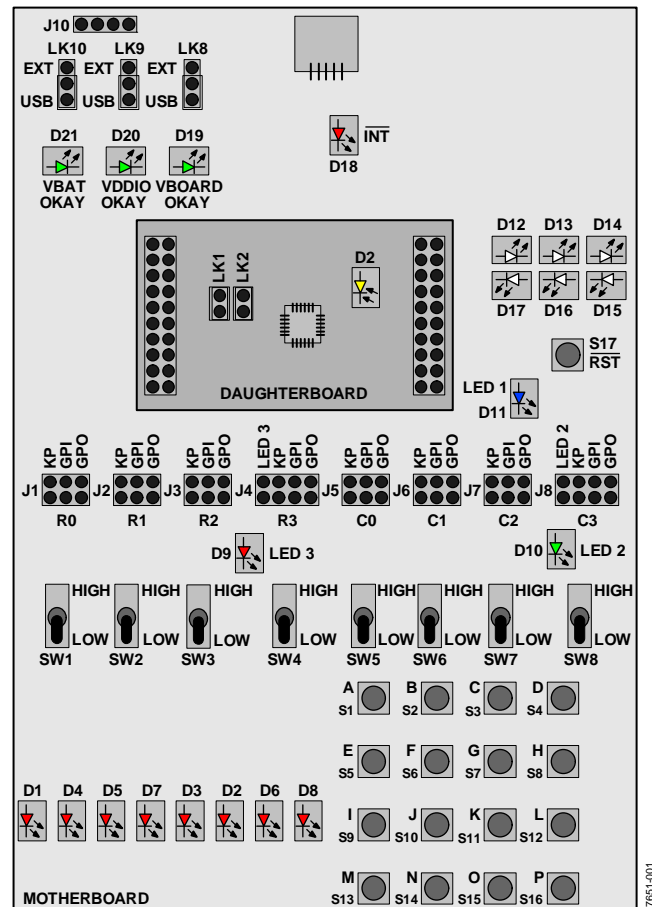 J10
LK10 LK9 LK8
EXT EXT EXT
USB USB USB
INT
D18
D21 D20 D19
VBAT OKAY
VDDIO OKAY
VBOARD OKAY
LK1 LK2 D2
DAUGHTERBOARD
D12 D13 D14
D17 D16 D15
S17
RST
LED 1
D11
KP GPI GPO KP GPI GPO KP GPI GPO LED 3 KP GPI GPO KP GPI GPO KP GPI GPO KP GPI GPO LED 2 KP GPI GPO
J1 J2 J3 J4 J5 J6 J7 J8
R0 R1 R2 R3 C0 C1 C2 C3
D9 LED 3 D10 LED 2
HIGH HIGH HIGH HIGH HIGH HIGH HIGH HIGH
LOW LOW LOW LOW LOW LOW LOW LOW
SW1 SW2 SW3 SW4 SW5 SW6 SW7 SW8
A B C D
S1 S2 S3 S4
E F G H
S5 S6 S7 S8
D1 D4 D5 D7 D3 D2 D6 D8
I J K L
S9 S10 S11 S12
M N O P
S13 S14 S15 S16
MOTHERBOARD
7651-001